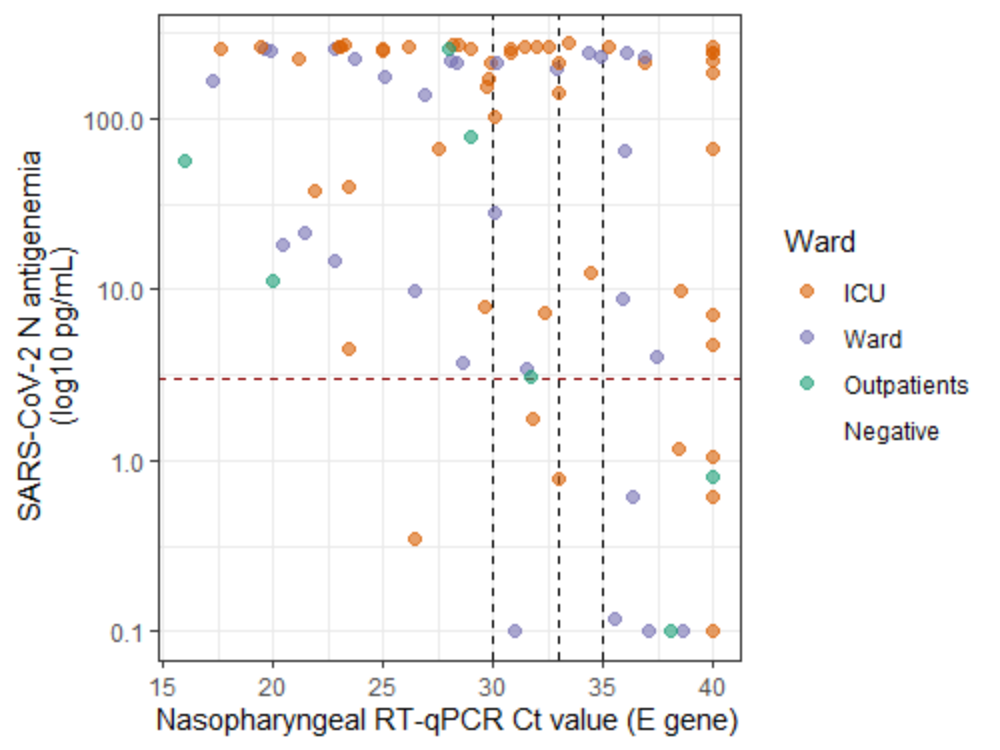 SARS-CoV-2 N antigenemia
(log10 pg/mL)
100.0
10.0
1.0
0.1
15 20 25 30 35 40
Nasopharyngeal RT-qPCR Ct value (E gene)
Ward
ICU
Ward
Outpatients
Negative